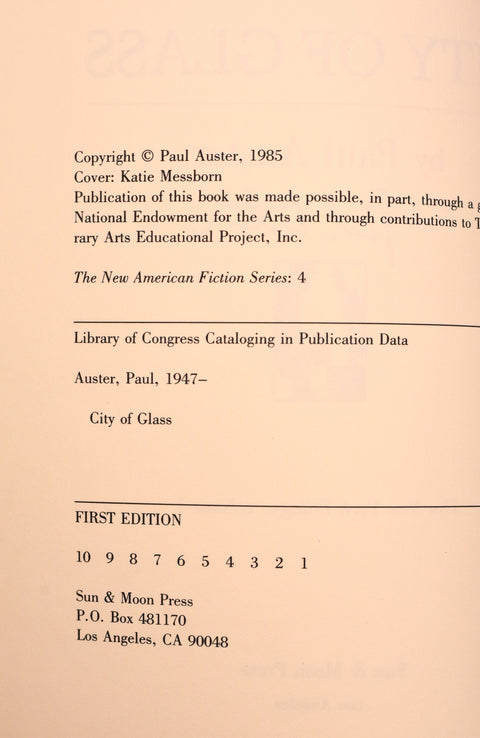 Copyright © Paul Auster, 1985
Cover: Katie Messborn
Publication of this book was made possible, in part, through a
National Endowment for the Arts and through contributions to
rary Arts Educational Project, Inc.
The New American Fiction Series: 4
Library of Congress Cataloging in Publication Data
Auster, Paul, 1947–
City of Glass
FIRST EDITION
10 9 8 7 6 5 4 3 2 1
Sun & Moon Press
P.O. Box 481170
Los Angeles, CA 90048